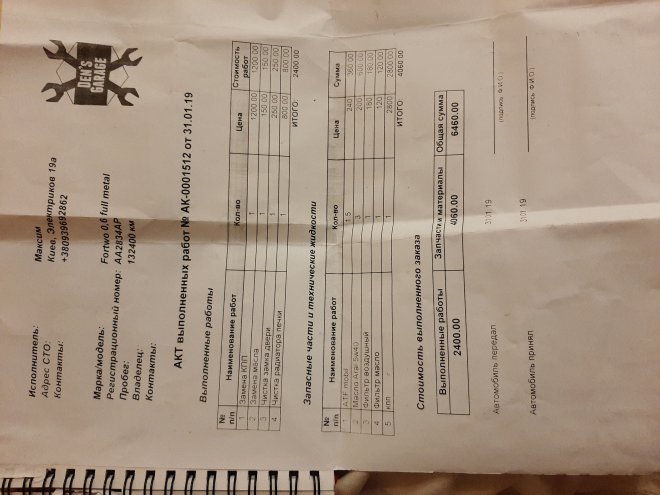 DEN'S
GARAGE
Исполнитель: Максим
Адрес СТО: Киев. Электриков 19а
Контакты: +380939692862
Марка/модель: Fortwo 0,6 full metal
Регистрационный номер: АА2834АР
Пробег: 132400 км
Владелец:
Контакты:
АКТ выполненных работ № АК-0001512 от 31.01.19
Выполненные работы
№ п/п Наименование работ Кол-во Цена Стоимость работ
1 Замена КПП 1 1200.00 1200.00
2 Замена масла 1 150.00 150.00
3 Чистка замка двери 1 250.00 250.00
4 Чистка радиатора печки 1 800.00 800.00
ИТОГО: 2400.00
Запасные части и технические жидкости
№ п/п Наименование работ Кол-во Цена Сумма
1 ATF mobil 1.5 240 360.00
2 Масло Aral 5w40 3 200 600.00
3 Фильтр воздушный 1 180 180.00
4 Фильтр масло 1 120 120.00
5 кпп 1 2800 2800.00
ИТОГО: 4060.00
Стоимость выполненного заказа
Выполненные работы Запчасти и материалы Общая сумма
2400.00 4060.00 6460.00
Автомобиль передал 31.01.19
(подпись, Ф.И.О.)
Автомобиль принял 31.01.19
(подпись, Ф.И.О.)